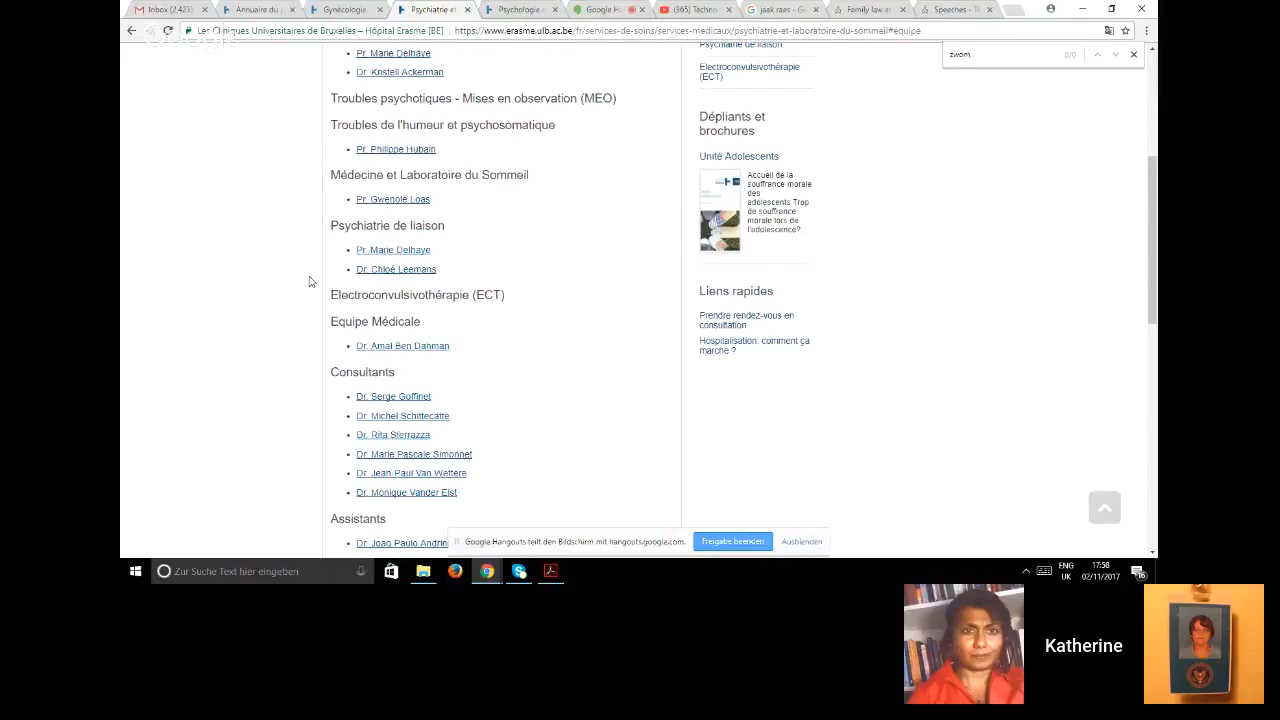 Inbox (2,423)
Annuaire du
Gynécologie
Psychiatrie et
Psychologie
Google Ha
(365) Techno
jaek raes - Go
Family law as
Speeches - Ti
Les Cliniques Universitaires de Bruxelles – Hôpital Erasme [BE]
https://www.erasme.ulb.ac.be/fr/services-de-soins/services-medicaux/psychiatrie-et-laboratoire-du-sommeil#equipe
zwom
0/0
Pr. Marie Delhaye
Dr. Kristell Ackerman
Troubles psychotiques - Mises en observation (MEO)
Troubles de l'humeur et psychosomatique
Pr. Philippe Hubain
Médecine et Laboratoire du Sommeil
Pr. Gwenolé Loas
Psychiatrie de liaison
Pr. Marie Delhaye
Dr. Chloé Leemans
Electroconvulsivothérapie (ECT)
Equipe Médicale
Dr. Amal Ben Dahman
Consultants
Dr. Serge Goffinet
Dr. Michel Schittecatte
Dr. Rita Sferrazza
Dr. Marie Pascale Simonnet
Dr. Jean-Paul Van Wettere
Dr. Monique Vander Elst
Assistants
Dr. Joao Paulo Andrin
Psychiatrie de liaison
Electroconvulsivothérapie
(ECT)
Dépliants et
brochures
Unité Adolescents
Accueil de la
souffrance morale
des
adolescents.Trop
de souffrance
morale lors de
l'adolescence?
Liens rapides
Prendre rendez-vous en
consultation
Hospitalisation, comment ça
marche ?
Google Hangouts teilt den Bildschirm mit hangouts.google.com.
Freigabe beenden
Ausblenden
Zur Suche Text hier eingeben
ENG
UK
17:58
02/11/2017
16
Katherine